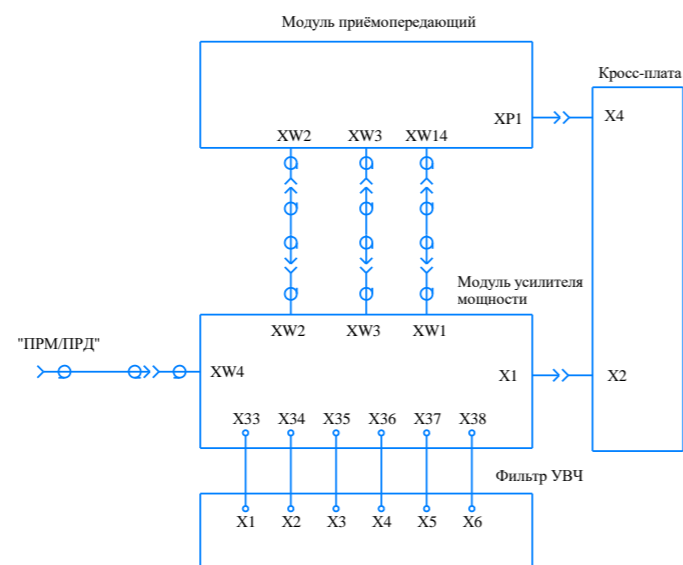 Модуль приёмопередающий
Кросс-плата
XP1
X4
XW2 XW3 XW14
Модуль усилителя
мощности
XW2 XW3 XW1
"ПРМ/ПРД"
XW4
X1
X2
X33 X34 X35 X36 X37 X38
Фильтр УВЧ
X1 X2 X3 X4 X5 X6